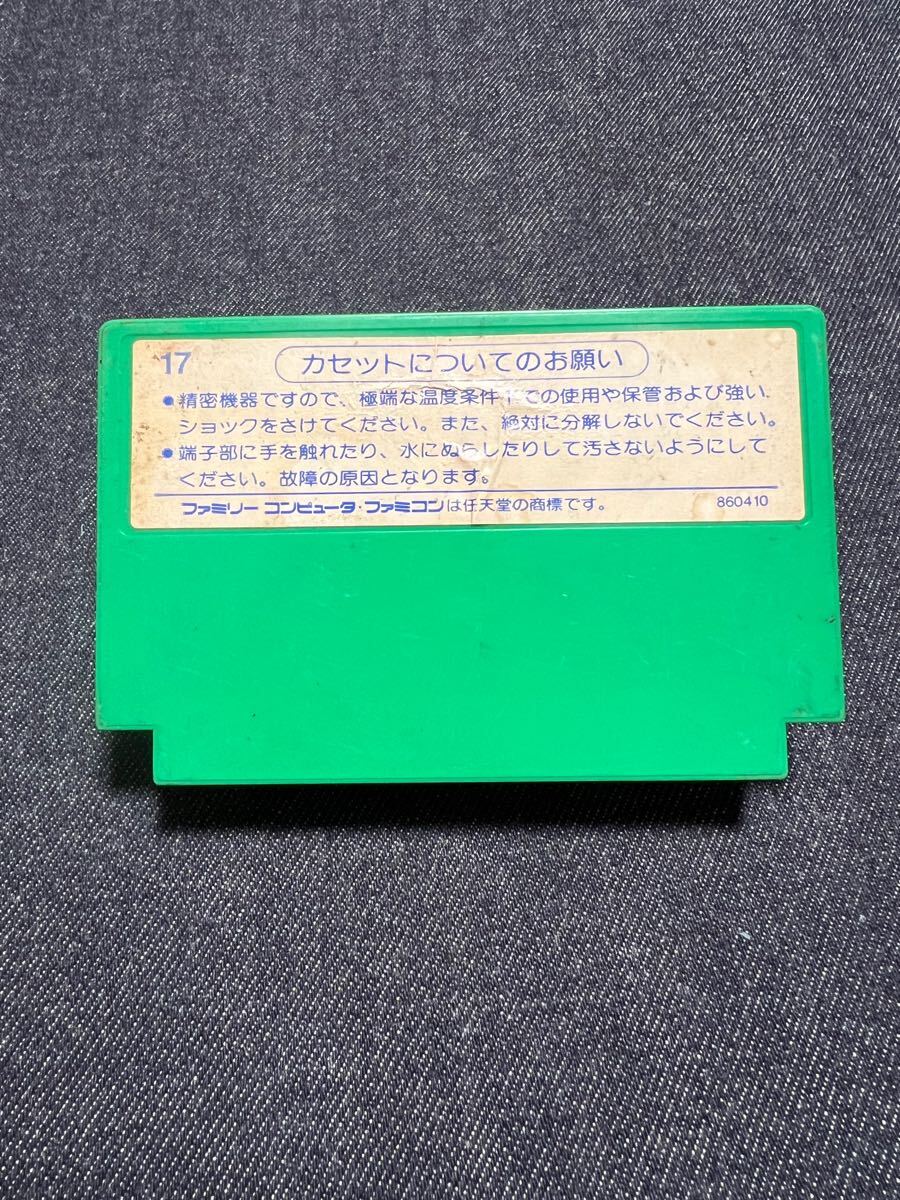 17
カセットについてのお願い
●精密機器ですので、極端な温度条件下での使用や保管および強い
ショックをさけてください。また、絶対に分解しないでください。
●端子部に手を触れたり、水にぬらしたりして汚さないようにして
ください。故障の原因となります。
ファミリー コンピュータ・ファミコンは任天堂の商標です。 860410